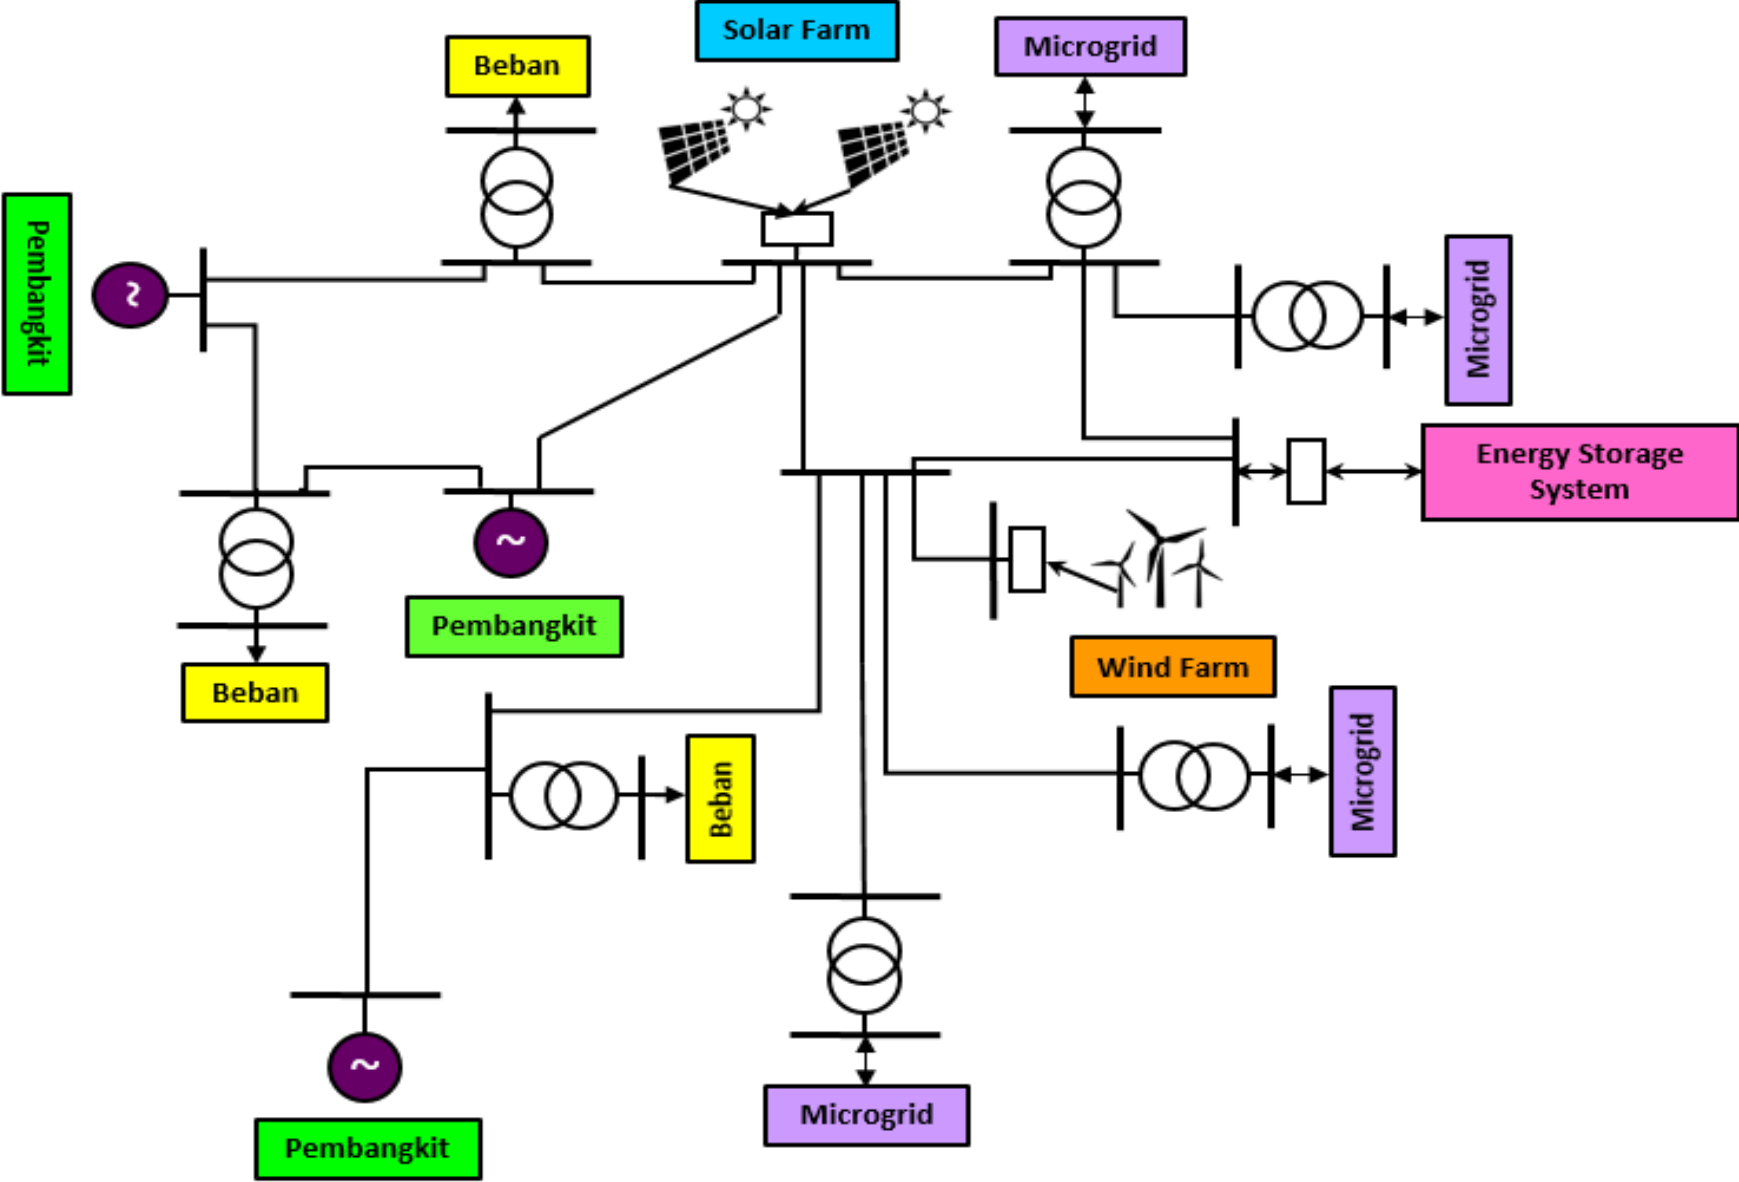 Solar Farm
Microgrid
Beban
Pembangkit
Microgrid
~
Energy Storage
System
~
Pembangkit
Wind Farm
Beban
Microgrid
Beban
~
Microgrid
Pembangkit